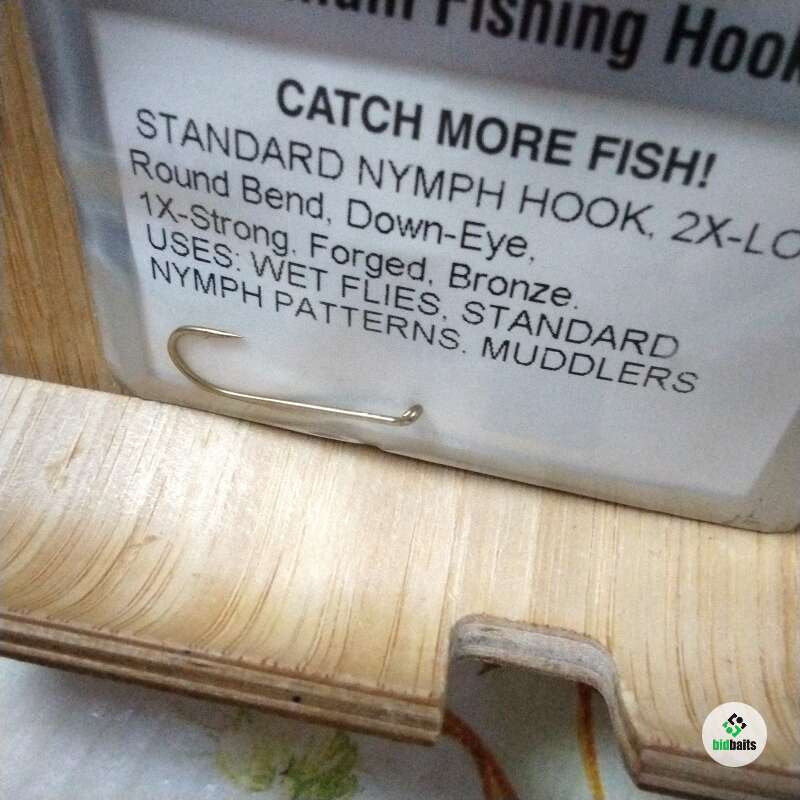 Fishing Hook
CATCH MORE FISH!
STANDARD NYMPH HOOK, 2X-LO
Round Bend, Down-Eye,
1X-Strong, Forged, Bronze.
USES: WET FLIES, STANDARD
NYMPH PATTERNS. MUDDLERS
bidbaits